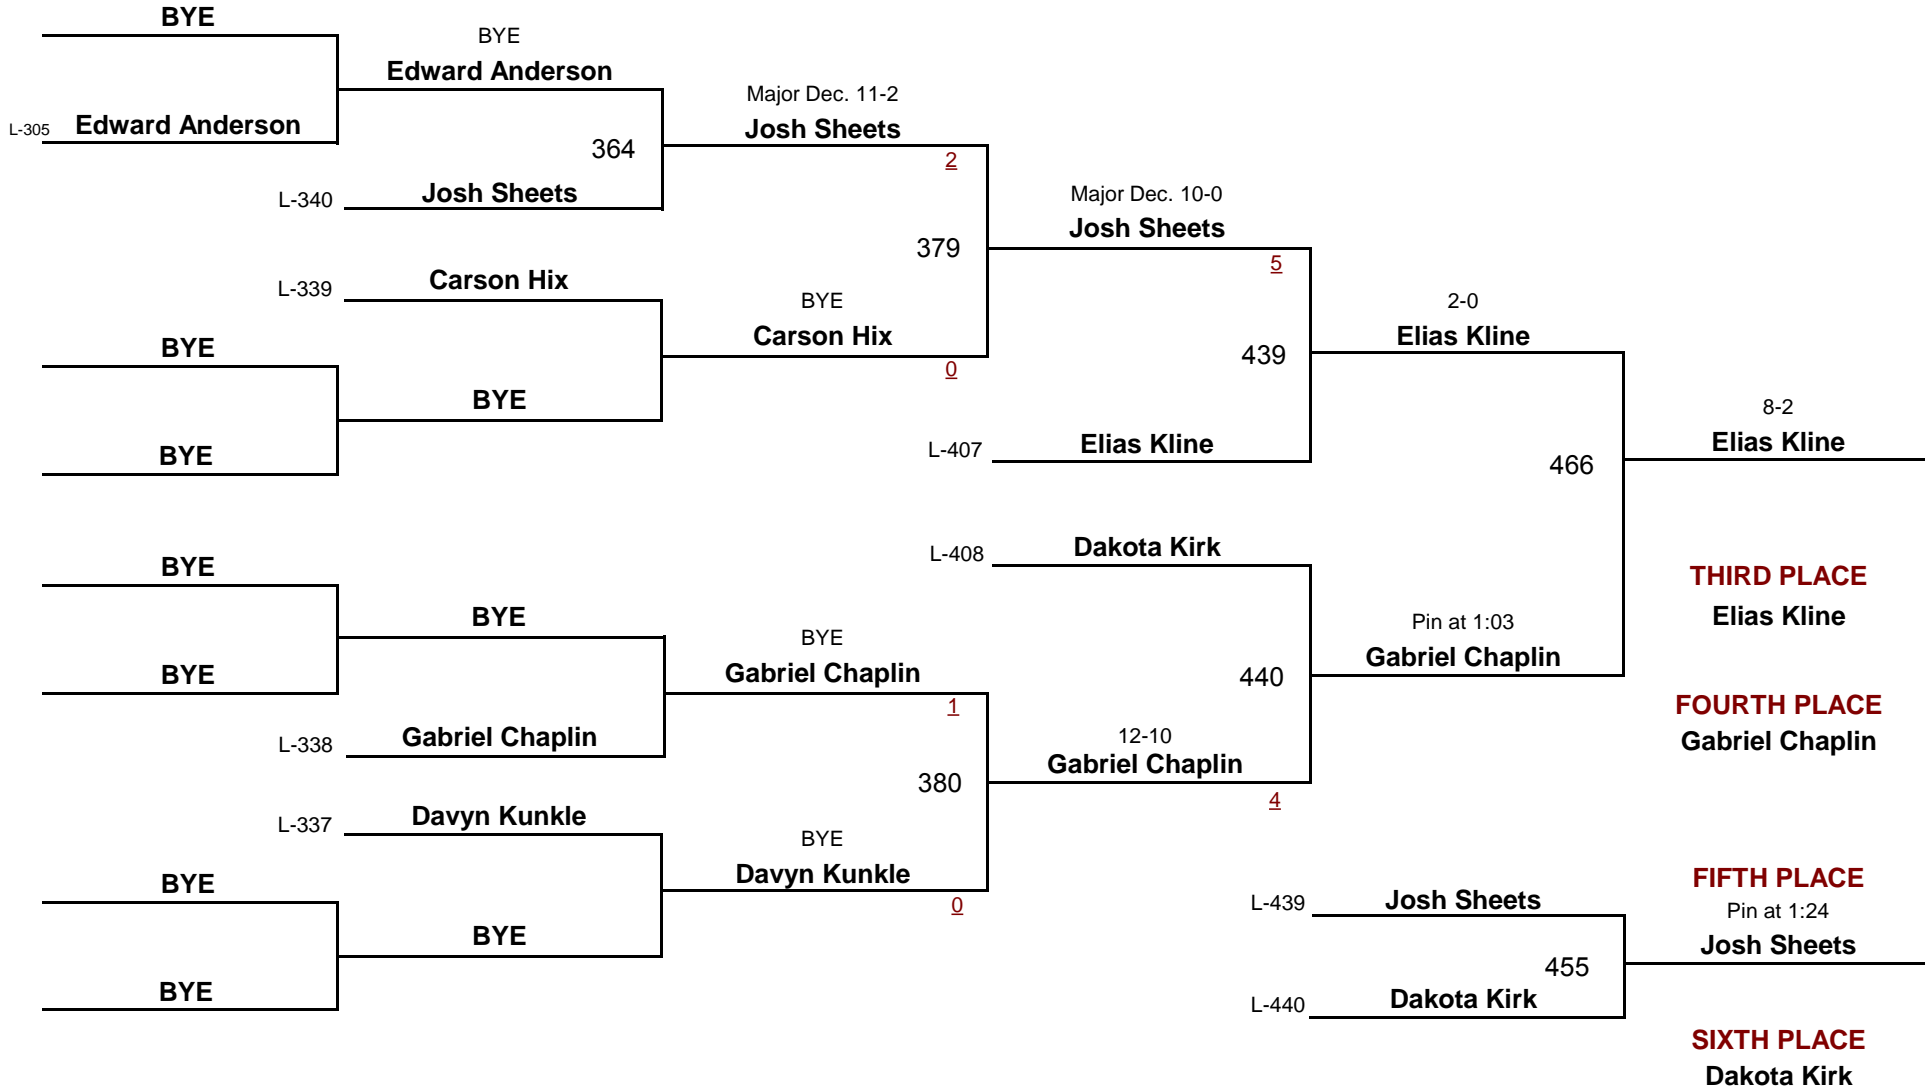 BYE
L-305 Edward Anderson
BYE
Edward Anderson
364
L-340 Josh Sheets
Major Dec. 11-2
Josh Sheets
2
L-339 Carson Hix
BYE
BYE
BYE
379
BYE
Carson Hix
0
Major Dec. 10-0
Josh Sheets
5
439
L-407 Elias Kline
2-0
Elias Kline
466
8-2
Elias Kline
BYE
BYE
BYE
L-338 Gabriel Chaplin
BYE
Gabriel Chaplin
1
380
L-337 Davyn Kunkle
BYE
BYE
BYE
BYE
Davyn Kunkle
0
L-408 Dakota Kirk
440
12-10
Gabriel Chaplin
4
Pin at 1:03
Gabriel Chaplin
THIRD PLACE
Elias Kline
FOURTH PLACE
Gabriel Chaplin
L-439 Josh Sheets
455
L-440 Dakota Kirk
FIFTH PLACE
Pin at 1:24
Josh Sheets
SIXTH PLACE
Dakota Kirk